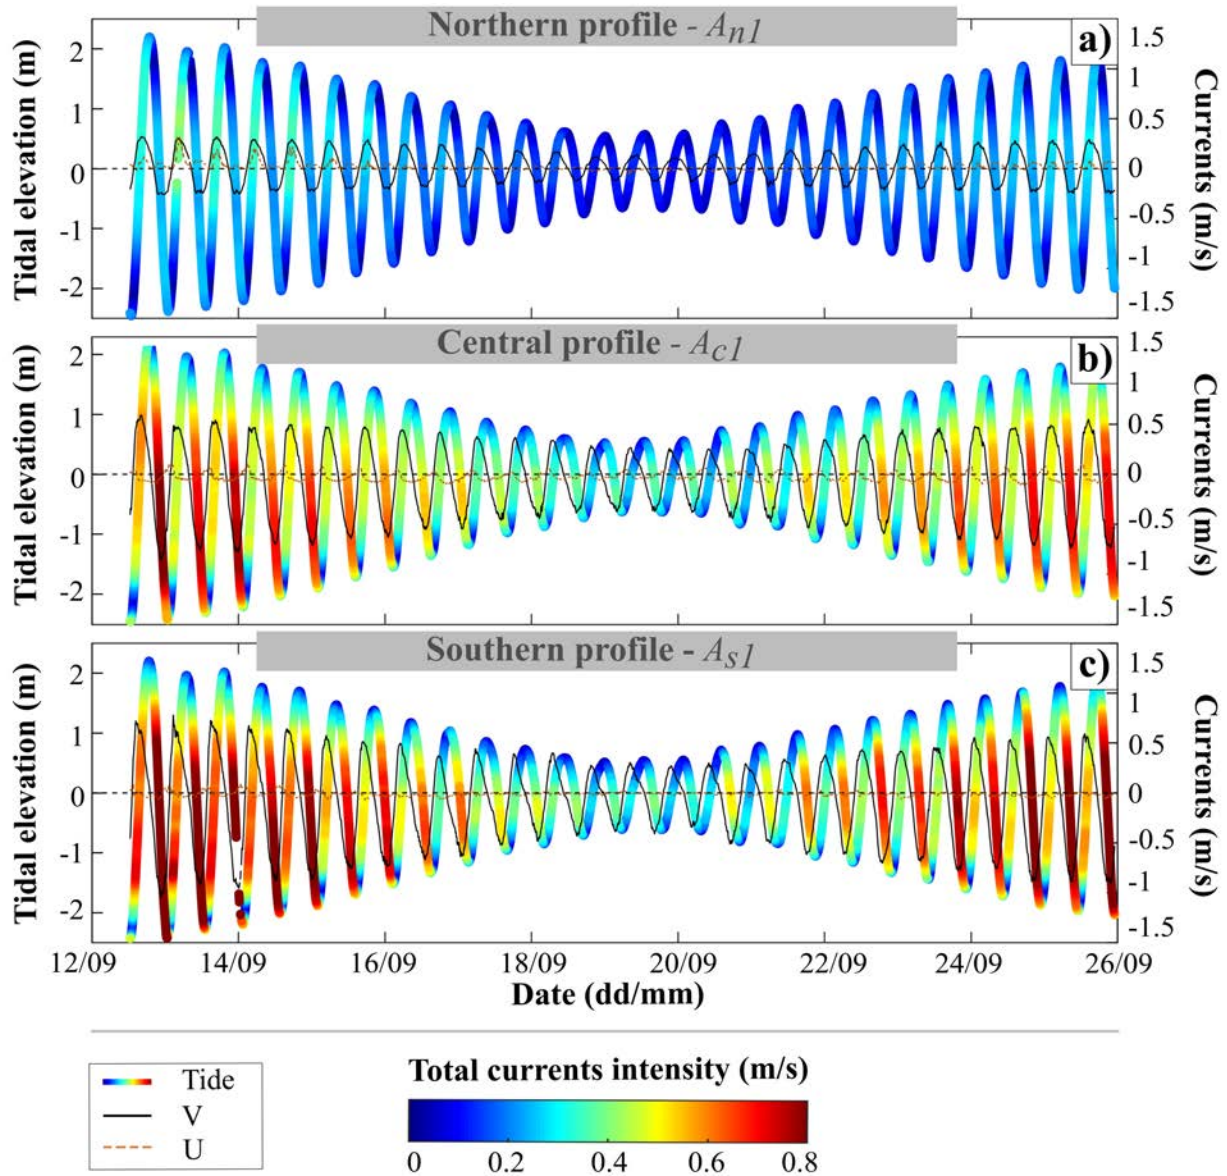 Northern profile - An1
a)
Tidal elevation (m)
2
1
0
-1
-2
1.5
1
0.5
0
-0.5
-1
-1.5
Currents (m/s)
Central profile - Ac1
b)
Tidal elevation (m)
2
1
0
-1
-2
1.5
1
0.5
0
-0.5
-1
-1.5
Currents (m/s)
Southern profile - As1
c)
Tidal elevation (m)
2
1
0
-1
-2
1.5
1
0.5
0
-0.5
-1
-1.5
Currents (m/s)
12/09 14/09 16/09 18/09 20/09 22/09 24/09 26/09
Date (dd/mm)
Tide
V
U
Total currents intensity (m/s)
0 0.2 0.4 0.6 0.8